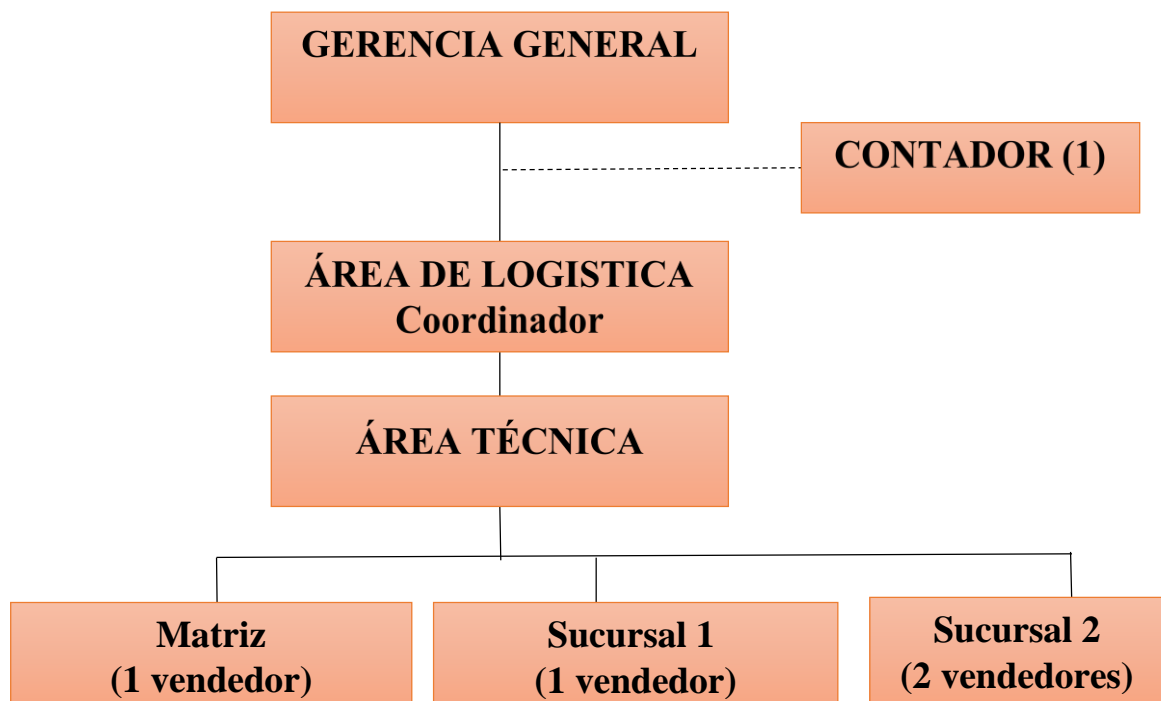 GERENCIA GENERAL
CONTADOR (1)
ÁREA DE LOGISTICA
Coordinador
ÁREA TÉCNICA
Matriz
(1 vendedor)
Sucursal 1
(1 vendedor)
Sucursal 2
(2 vendedores)